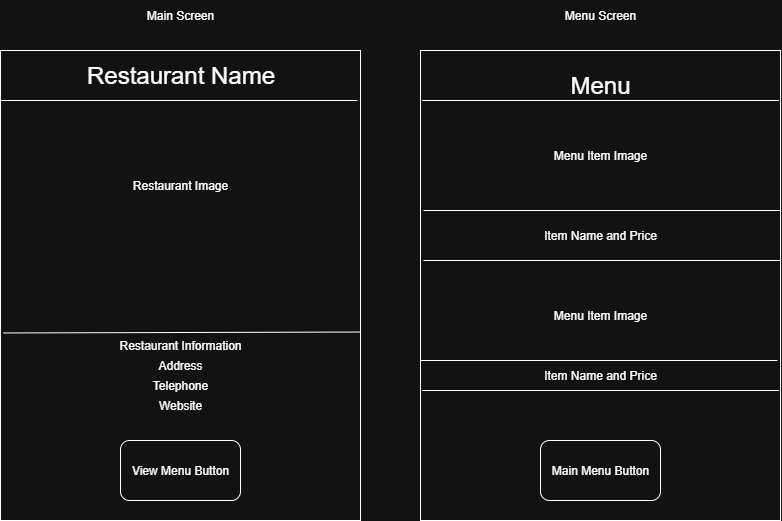 Main Screen
Restaurant Name
Restaurant Image
Restaurant Information
Address
Telephone
Website
View Menu Button
Menu Screen
Menu
Menu Item Image
Item Name and Price
Menu Item Image
Item Name and Price
Main Menu Button